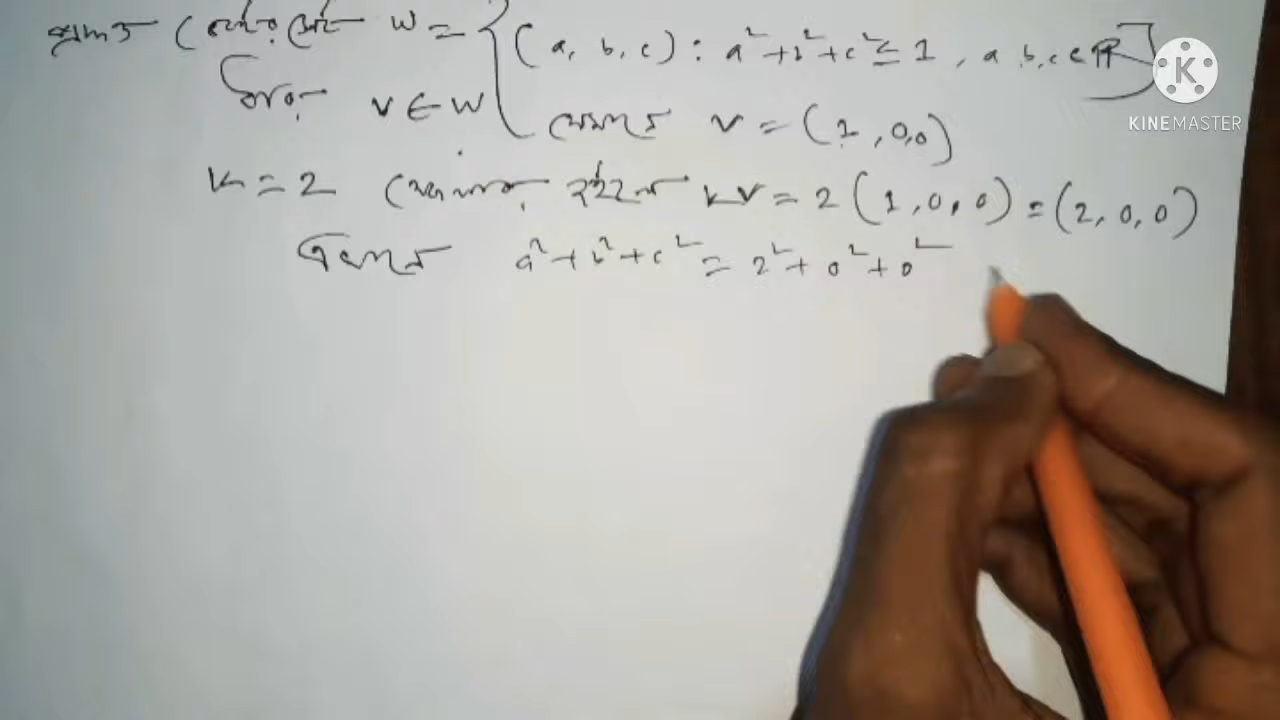 W = { (a, b, c) : a² + b² + c² ≤ 1, a b, c ∈ ℝ }
v ∈ W যেখানে v = (1, 0, 0)
K = 2 kv = 2 (1, 0, 0) = (2, 0, 0)
এখানে a² + b² + c² = 2² + 0² + 0²
K
KINEMASTER